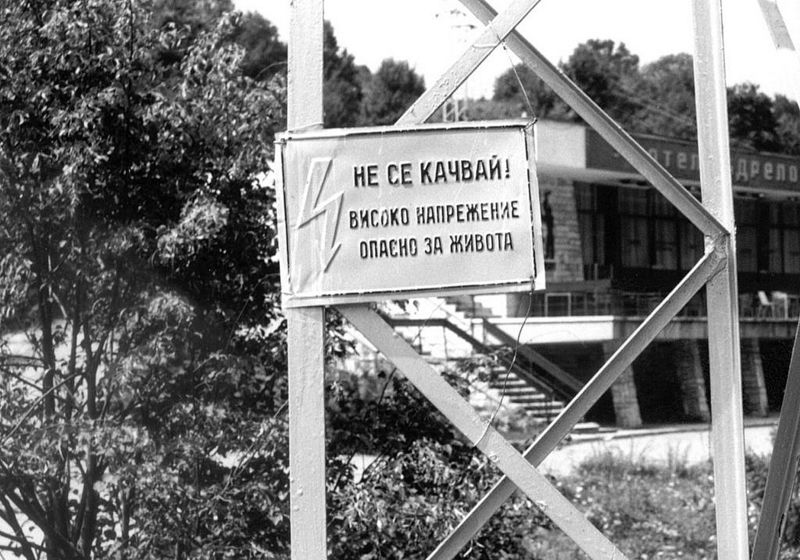 НЕ СЕ КАЧВАЙ!
ВИСОКО НАПРЕЖЕНИЕ
ОПАСНО ЗА ЖИВОТА